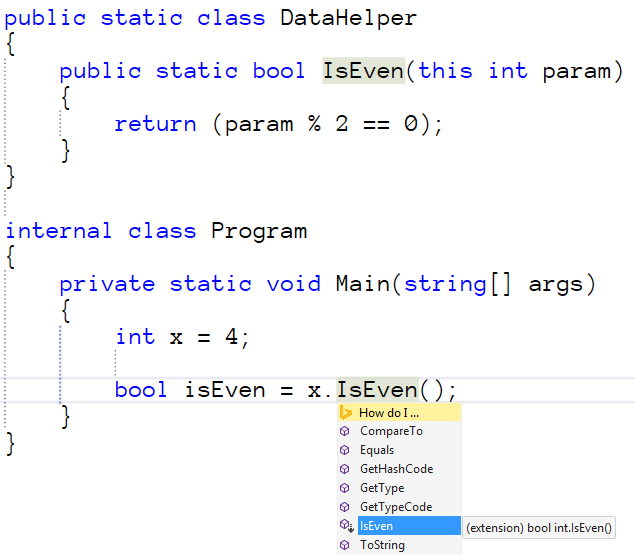 public static class DataHelper
{
public static bool IsEven(this int param)
{
return (param % 2 == 0);
}
}
internal class Program
{
private static void Main(string[] args)
{
int x = 4;
bool isEven = x.IsEven();
}
}
How do I ...
CompareTo
Equals
GetHashCode
GetType
GetTypeCode
IsEven
(extension) bool int.IsEven()
ToString